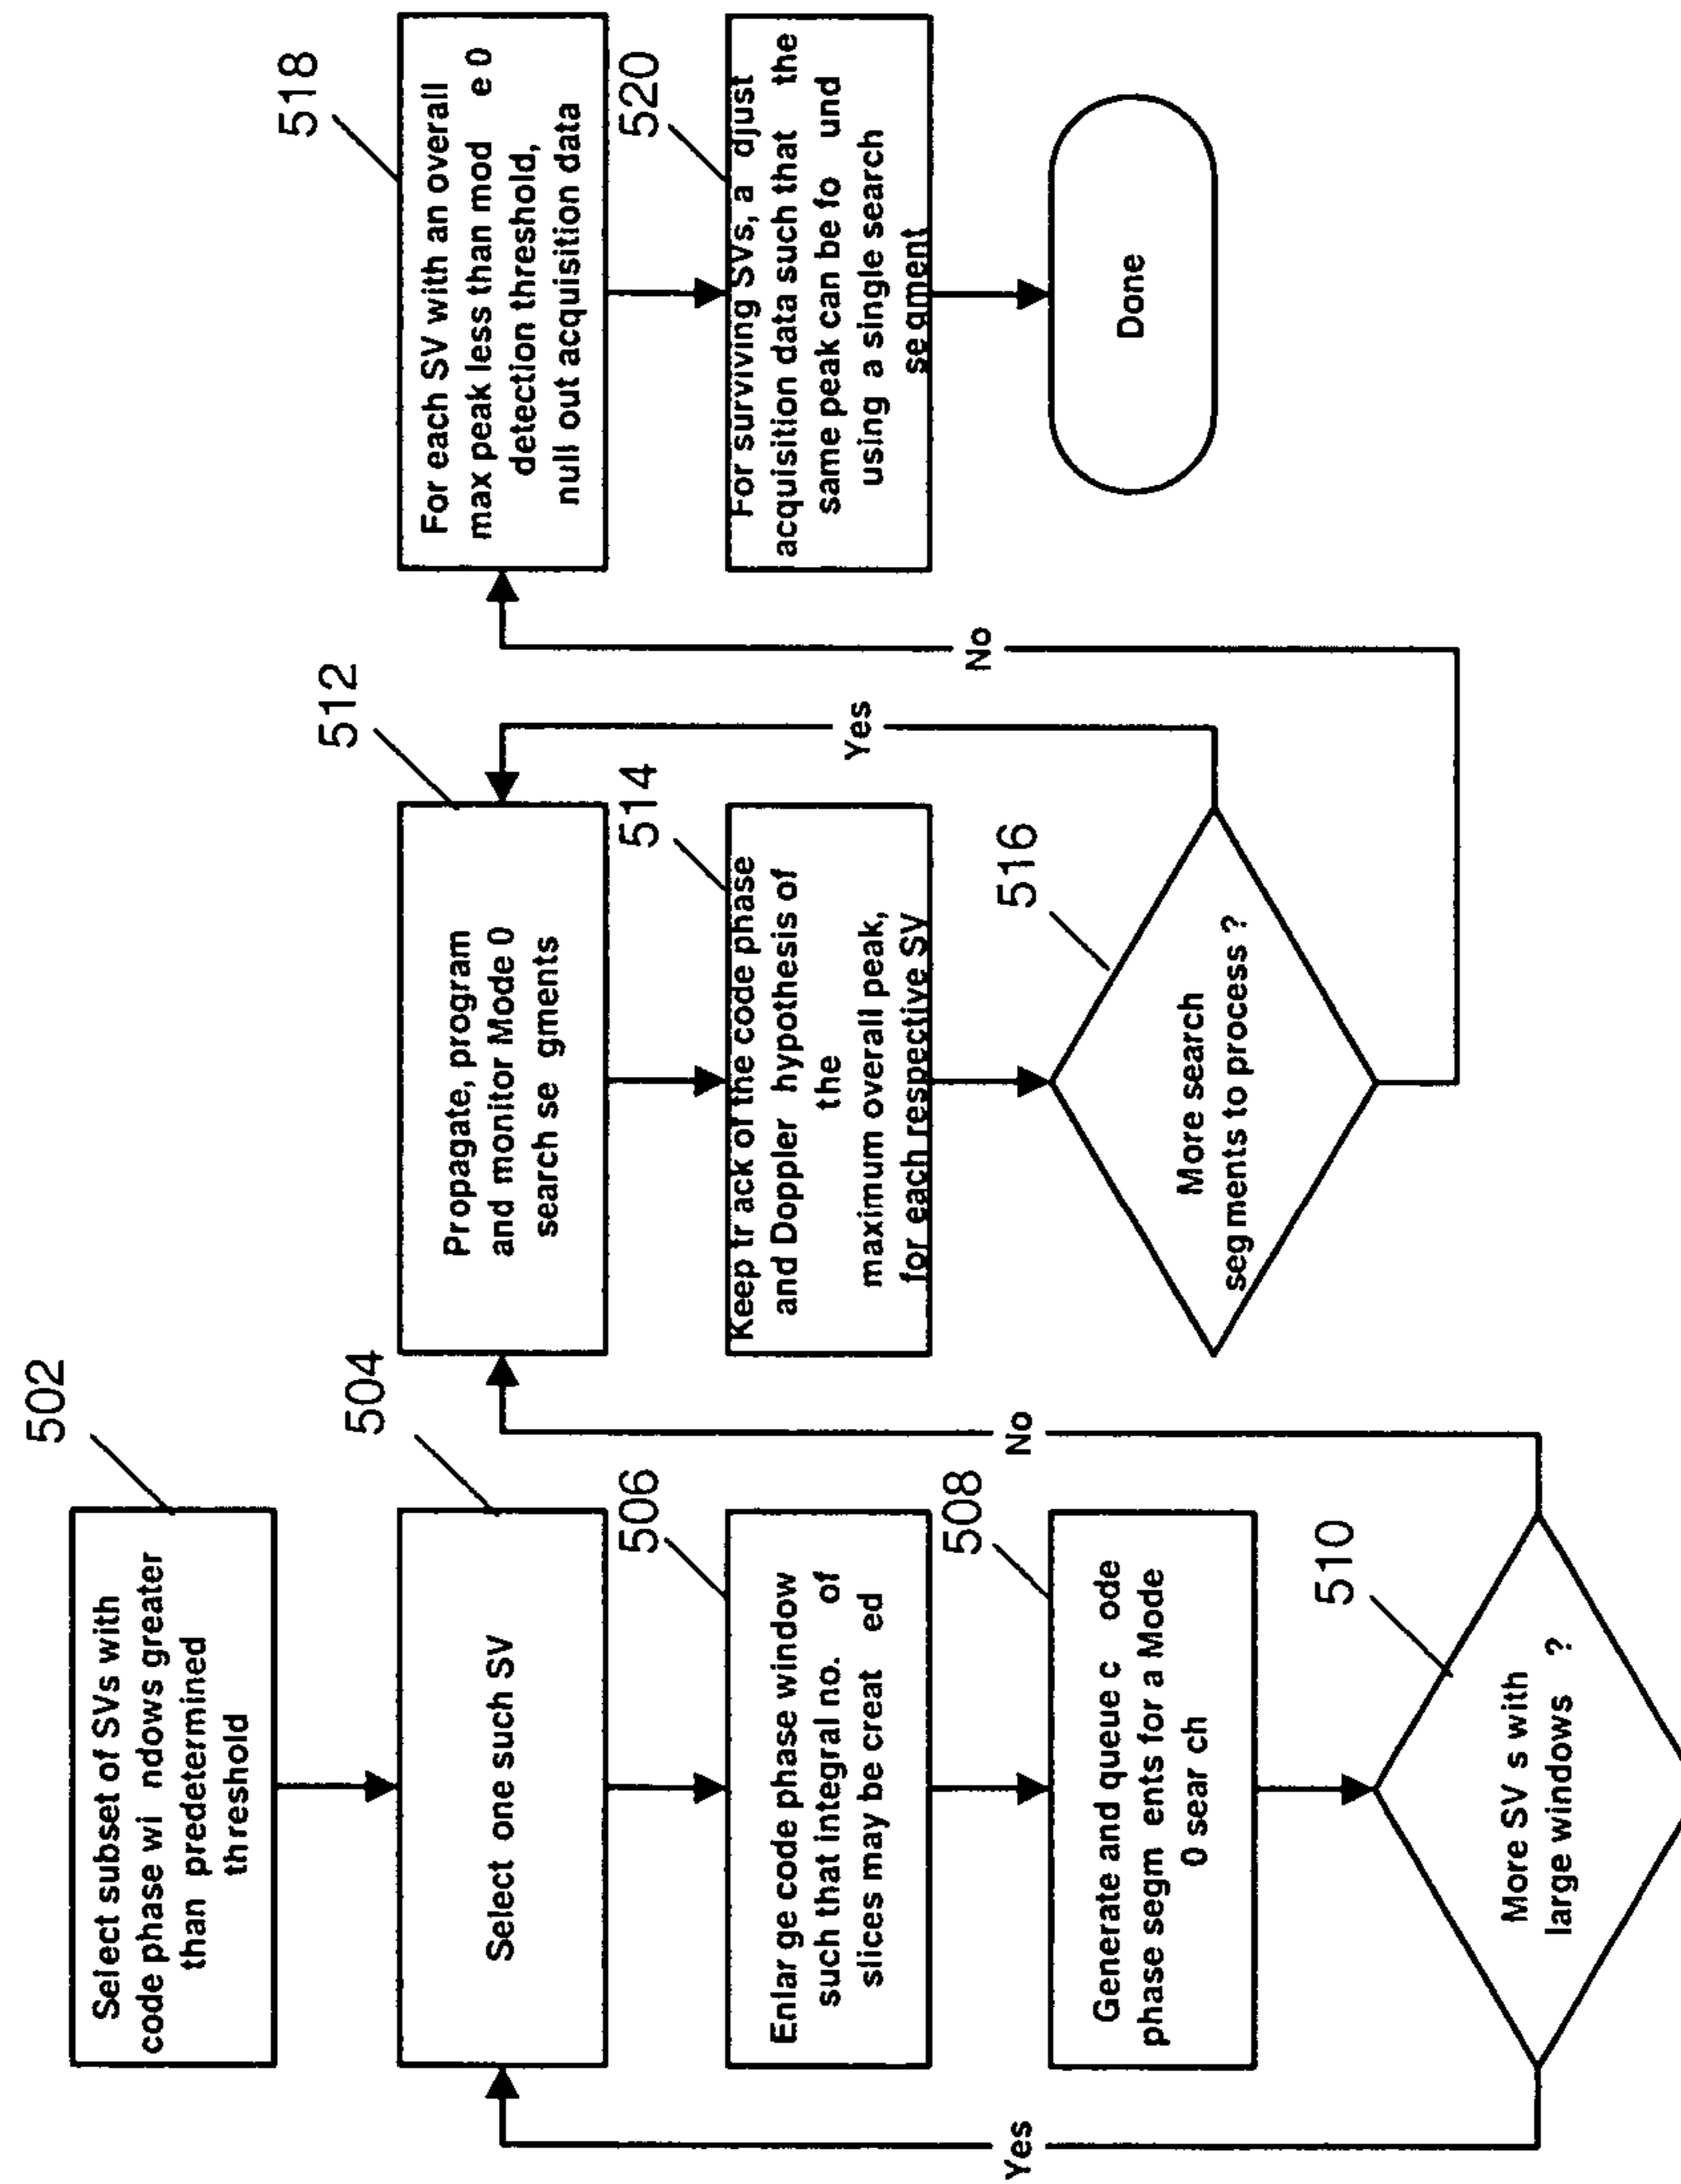 502
Select subset of SVs with
code phase wi ndows greater
than predetermined
threshold
504
Select one such SV
506
Enlar ge code phase window
such that integral no. of
slices may be creat ed
508
Generate and queue c ode
phase segm ents for a Mode
0 sear ch
510
More SV s with
large windows ?
Yes
No
512
Propagate, program
and monitor Mode 0
search se gments
514
Keep tr ack of the code phase
and Doppler hypothesis of
the
maximum overall peak,
for each respective SV
516
More search
seg ments to process ?
Yes
No
518
For each SV with an overall
max peak less than mod e 0
detection threshold,
null out acquisition data
520
For surviving SVs, a djust
acquisition data such that the
same peak can be fo und
using a single search
se gment
Done